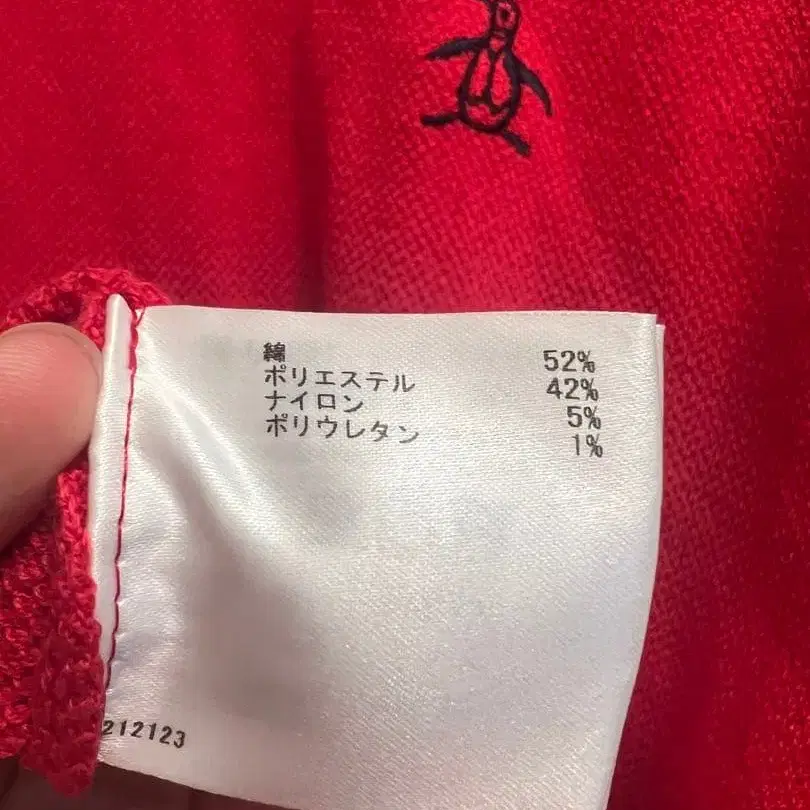 綿 52%
ポリエステル 42%
ナイロン 5%
ポリウレタン 1%
212123